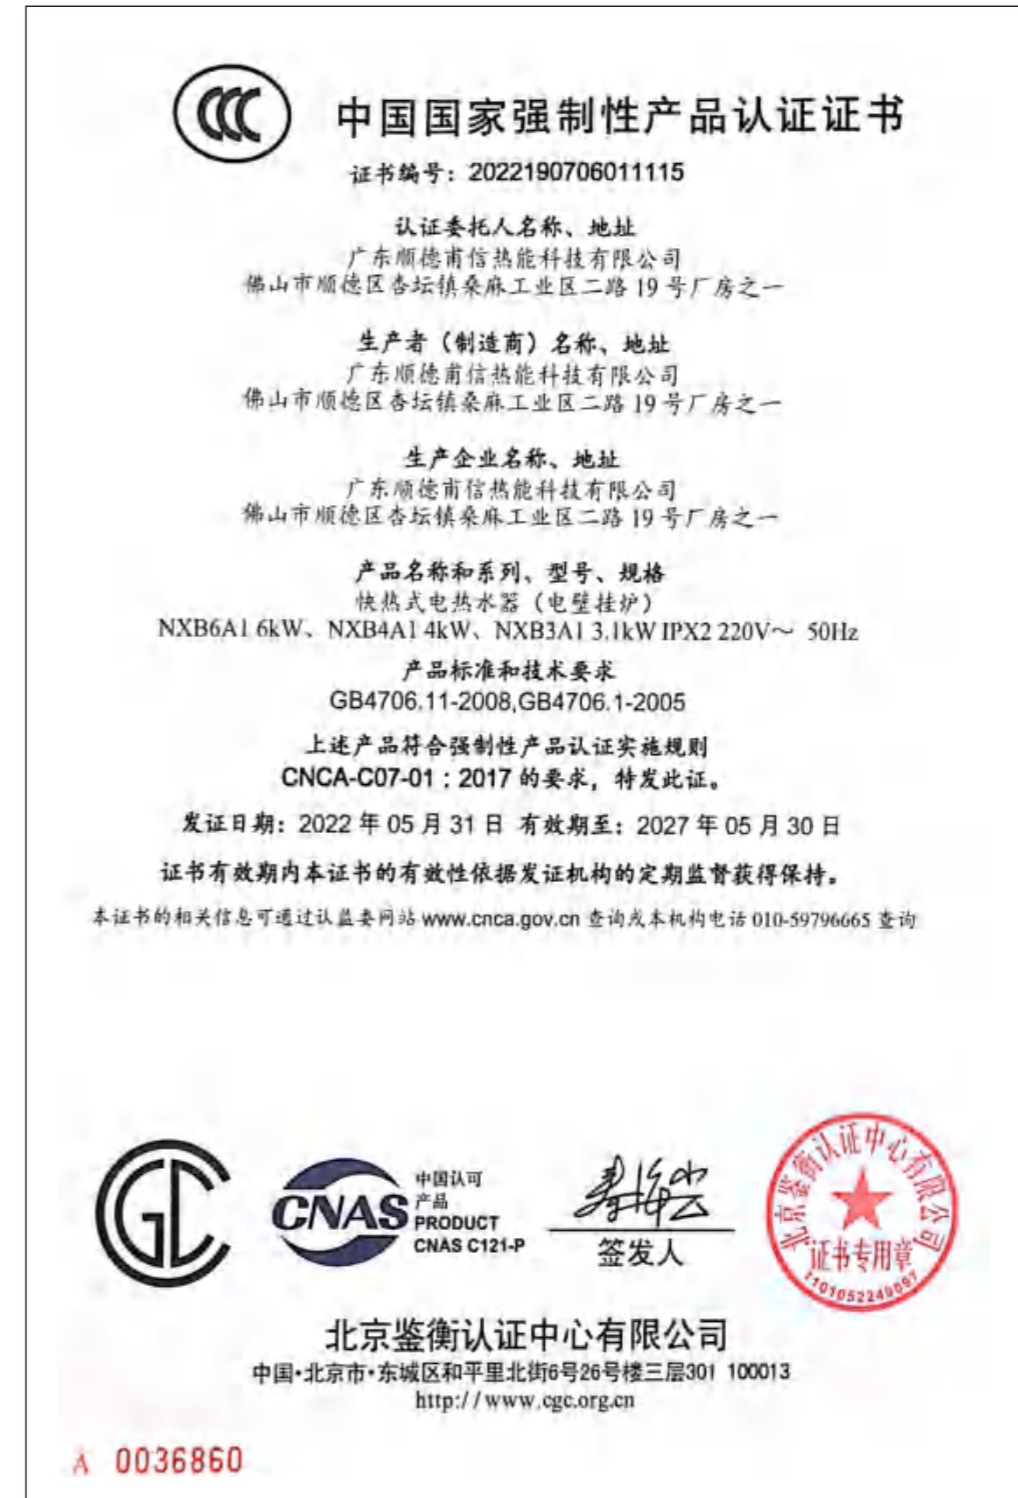 CCC
中国国家强制性产品认证证书
证书编号：2022190706011115
认证委托人名称、地址
广东顺德甫信热能科技有限公司
佛山市顺德区杏坛镇桑麻工业区二路 19 号厂房之一
生产者（制造商）名称、地址
广东顺德甫信热能科技有限公司
佛山市顺德区杏坛镇桑麻工业区二路 19 号厂房之一
生产企业名称、地址
广东顺德甫信热能科技有限公司
佛山市顺德区杏坛镇桑麻工业区二路 19 号厂房之一
产品名称和系列、型号、规格
快热式电热水器（电壁挂炉）
NXB6A1 6kW、NXB4A1 4kW、NXB3A1 3.1kW IPX2 220V～ 50Hz
产品标准和技术要求
GB4706.11-2008,GB4706.1-2005
上述产品符合强制性产品认证实施规则
CNCA-C07-01：2017 的要求，特发此证。
发证日期：2022 年 05 月 31 日 有效期至：2027 年 05 月 30 日
证书有效期内本证书的有效性依据发证机构的定期监督获得保持。
本证书的相关信息可通过认监委网站 www.cnca.gov.cn 查询或本机构电话 010-59796665 查询
CGC
CNAS
中国认可
产品
PRODUCT
CNAS C121-P
签发人
北京鉴衡认证中心有限公司
证书专用章
1101052249097
北京鉴衡认证中心有限公司
中国·北京市·东城区和平里北街6号26号楼三层301 100013
http://www.cgc.org.cn
A 0036860